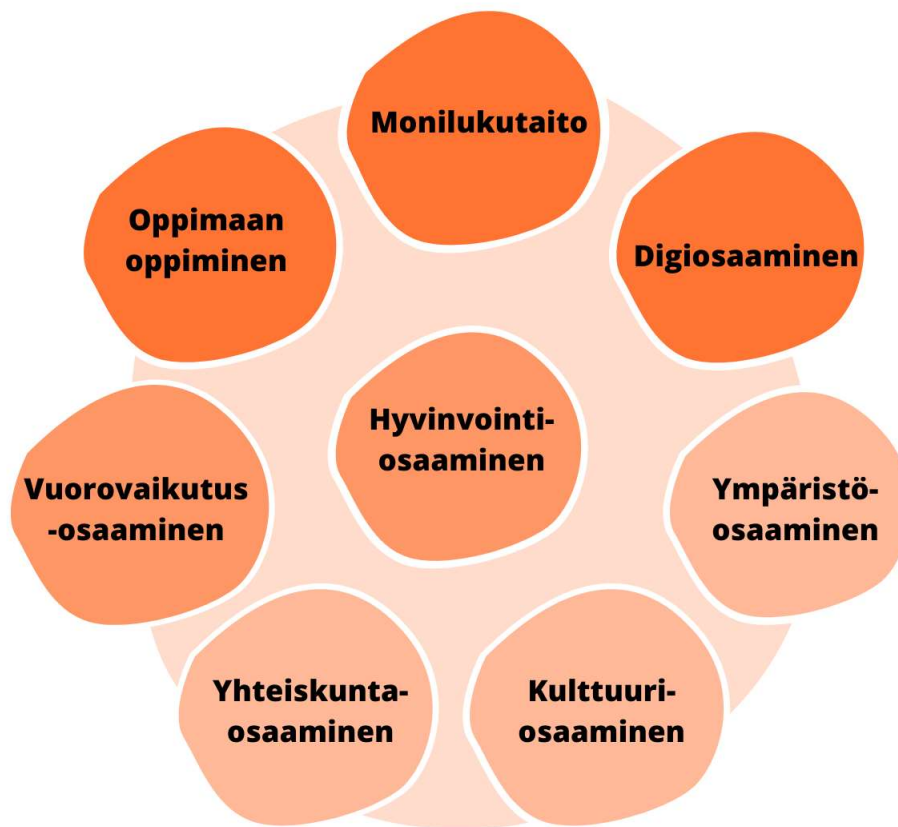 Monilukutaito
Oppimaan
oppiminen
Digiosaaminen
Hyvinvointi-
osaaminen
Vuorovaikutus
-osaaminen
Ympäristö-
osaaminen
Yhteiskunta-
osaaminen
Kulttuuri-
osaaminen